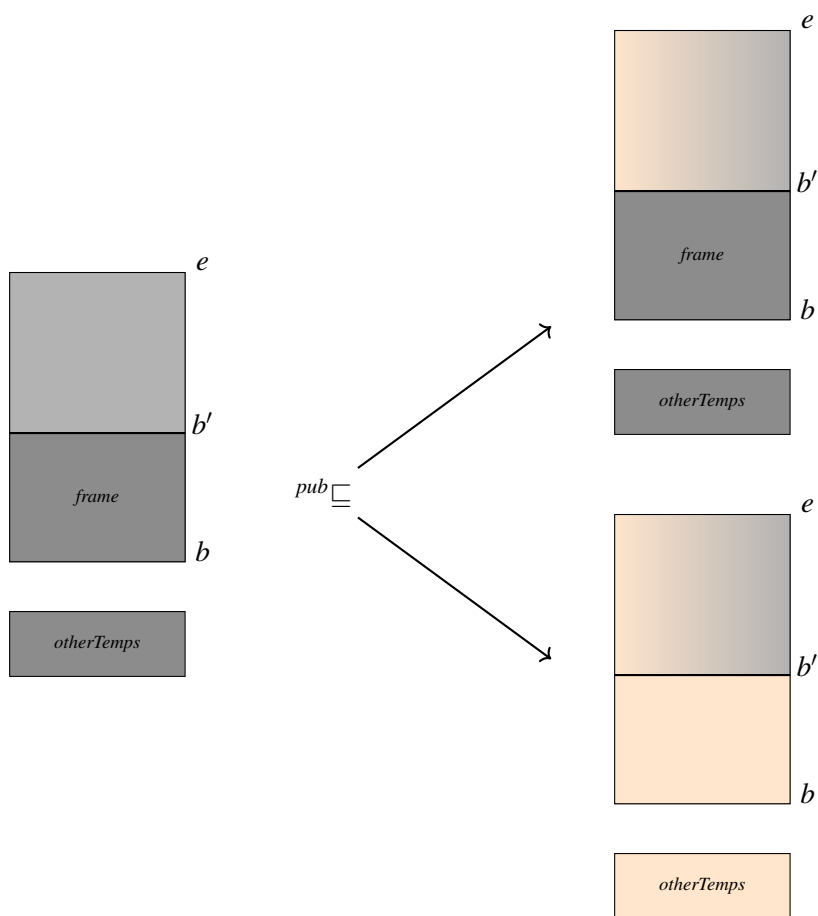 e
b′
frame
b
otherTemps
pub ⊑
e
b′
frame
b
otherTemps
e
b′
b
otherTemps